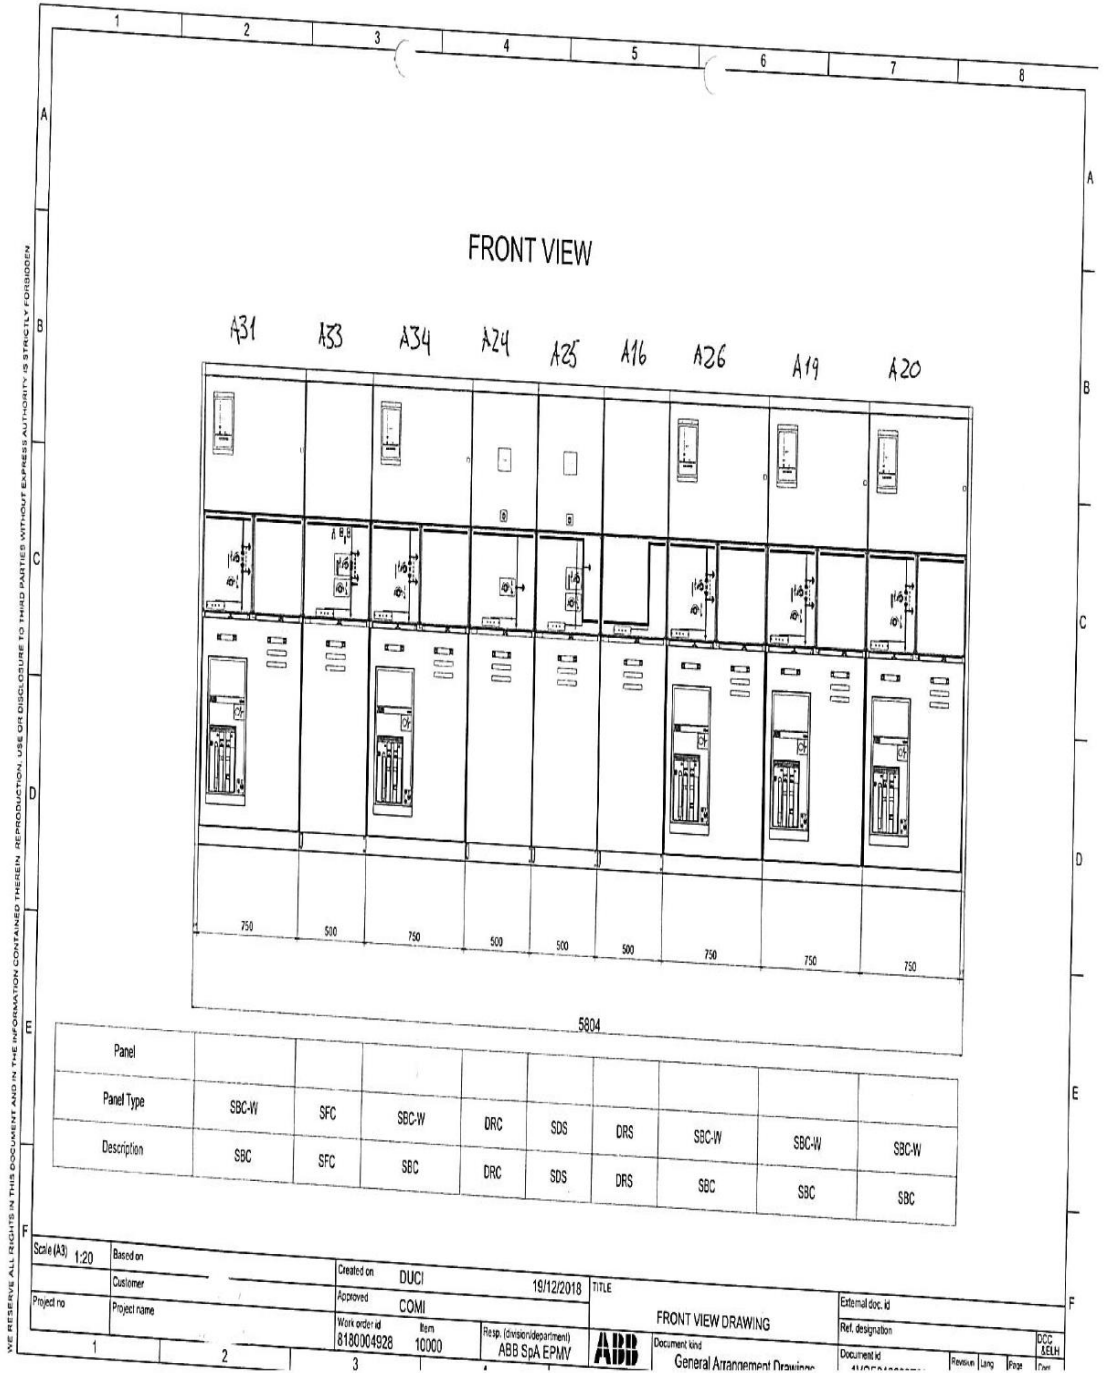 1 2 3 4 5 6 7 8
A
A
FRONT VIEW
B
B
A31 A33 A34 A24 A25 A16 A26 A19 A20
C
C
D
D
750 500 750 500 500 500 750 750 750
5804
E
E
Panel
Panel Type SBC-W SFC SBC-W DRC SDS DRS SBC-W SBC-W SBC-W
Description SBC SFC SBC DRC SDS DRS SBC SBC SBC
F
F
WE RESERVE ALL RIGHTS IN THIS DOCUMENT AND IN THE INFORMATION CONTAINED THEREIN. REPRODUCTION, USE OR DISCLOSURE TO THIRD PARTIES WITHOUT EXPRESS AUTHORITY IS STRICTLY FORBIDDEN
Scale (A3) 1:20
Based on
Customer
Project no
Project name
Created on DUCI 19/12/2018
Approved COMI
Work order id
8180004928
Item
10000
Resp. (division/department)
ABB SpA EPMV
TITLE
FRONT VIEW DRAWING
ABB
Document kind
General Arrangement Drawings
External doc. id
Ref. designation
Document id
DCC
&ELH
Revision Lang Page Cont.
1 2 3